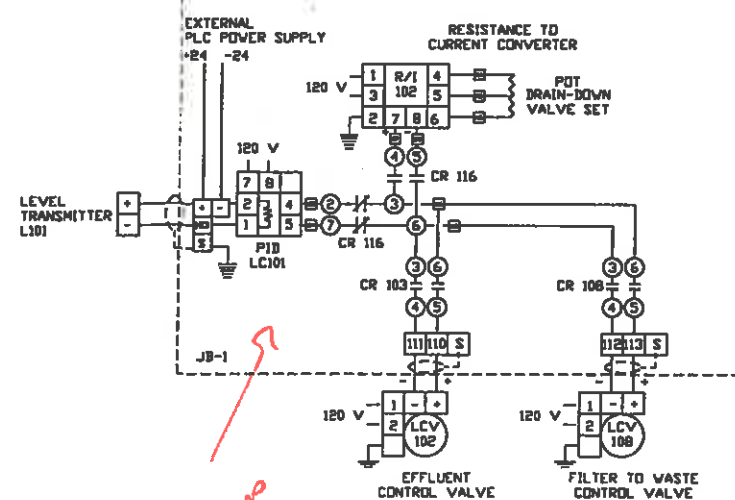 EXTERNAL
PLC POWER SUPPLY
+24 -24
RESISTANCE TO
CURRENT CONVERTER
120 V
1 R/I 4
3 102 5
2 7 8 6
POT
DRAIN-DOWN
VALVE SET
+ -
4 5
CR 116
120 V
7 8
LEVEL
TRANSMITTER
L101
+
-
+ -
S
2 4
1 5
PID
LC101
2 3
7 6
CR 116
3 6
CR 103
4 5
3 6
CR 108
4 5
111 110 S
112 113 S
JB-1
- +
- +
120 V
1 - +
2
LCV
102
120 V
1 - +
2
LCV
108
EFFLUENT
CONTROL VALVE
FILTER TO WASTE
CONTROL VALVE